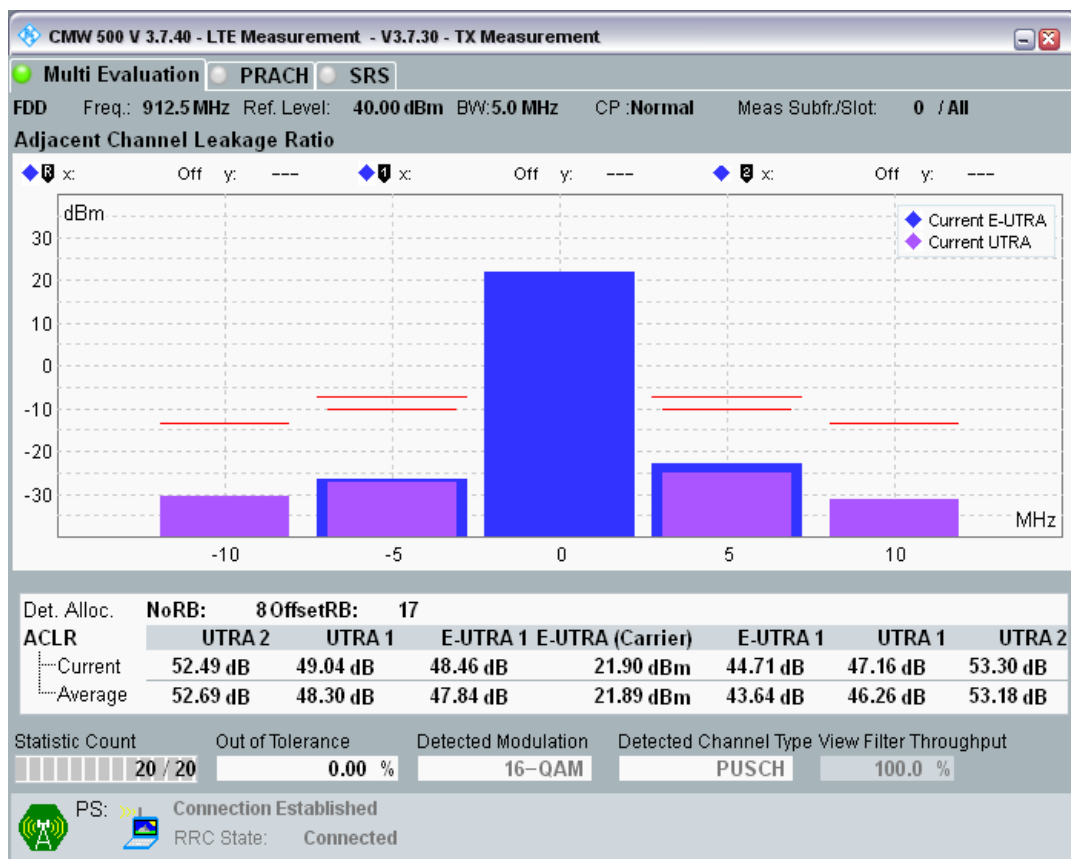 CMW 500 V 3.7.40 - LTE Measurement - V3.7.30 - TX Measurement
Multi Evaluation PRACH SRS
FDD Freq.: 912.5 MHz Ref. Level: 40.00 dBm BW:5.0 MHz CP :Normal Meas Subfr./Slot: 0 / All
Adjacent Channel Leakage Ratio
R x: Off y: --- 1 x: Off y: --- 2 x: Off y: ---
dBm
Current E-UTRA
Current UTRA
30
20
10
0
-10
-20
-30
MHz
-10 -5 0 5 10
Det. Alloc. NoRB: 8 OffsetRB: 17
ACLR UTRA 2 UTRA 1 E-UTRA 1 E-UTRA (Carrier) E-UTRA 1 UTRA 1 UTRA 2
Current 52.49 dB 49.04 dB 48.46 dB 21.90 dBm 44.71 dB 47.16 dB 53.30 dB
Average 52.69 dB 48.30 dB 47.84 dB 21.89 dBm 43.64 dB 46.26 dB 53.18 dB
Statistic Count Out of Tolerance Detected Modulation Detected Channel Type View Filter Throughput
20 / 20 0.00 % 16-QAM PUSCH 100.0 %
PS: Connection Established
RRC State: Connected